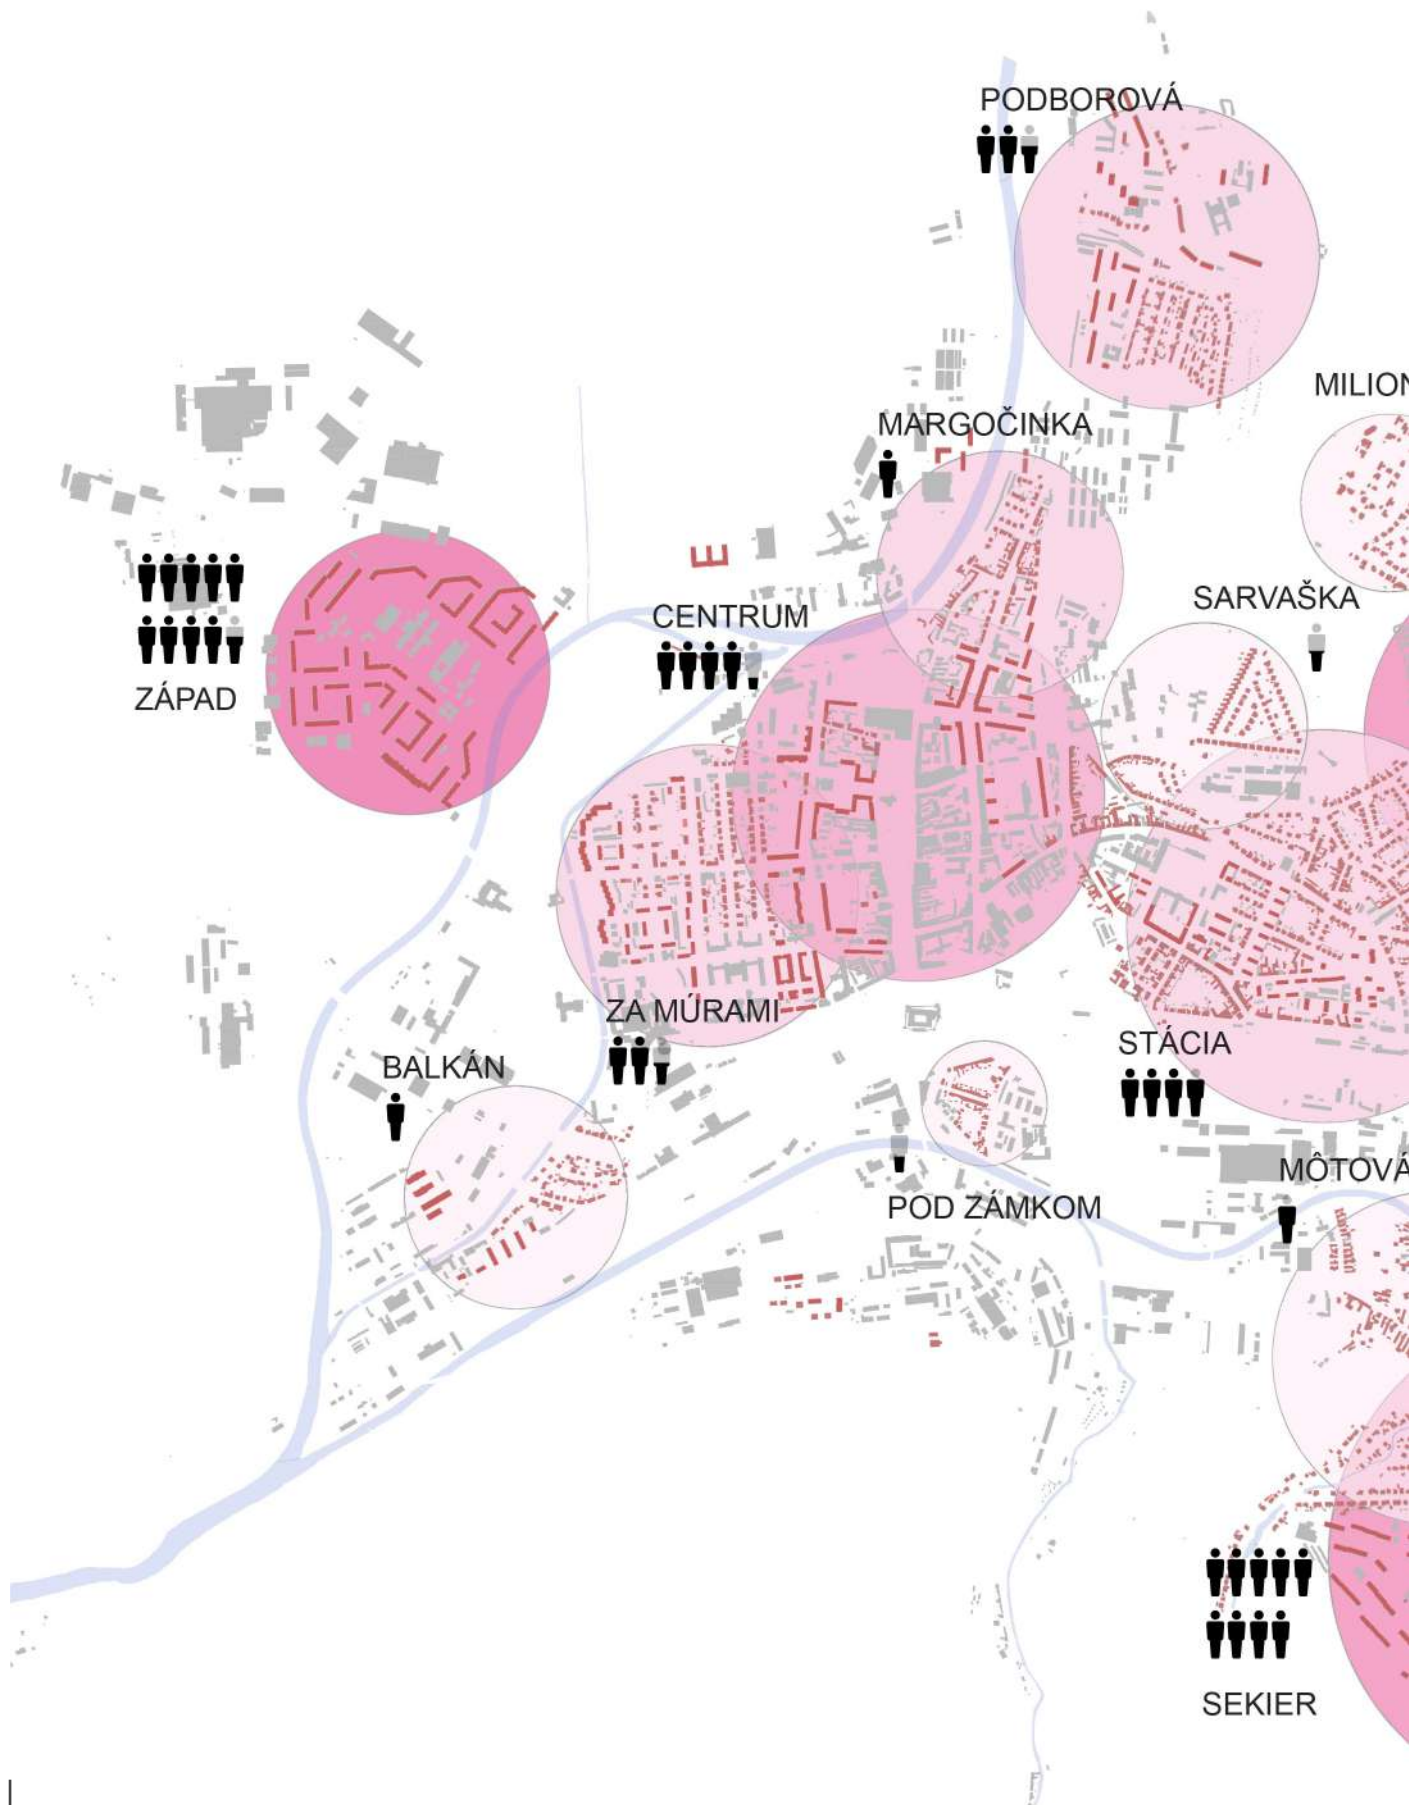 PODBOROVÁ
MILION
MARGOČINKA
SARVAŠKA
CENTRUM
ZÁPAD
ZA MÚRAMI
STÁCIA
BALKÁN
MÔTOVÁ
POD ZÁMKOM
SEKIER